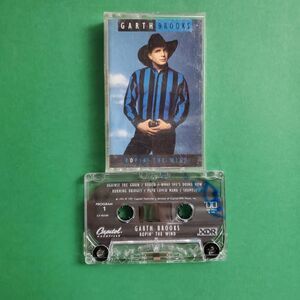 GARTH BROOKS
ROPIN' THE WIND
AGAINST THE GRAIN / RODEO / WHAT SHE'S DOING NOW
BURNING BRIDGES / PAPA LOVED MAMA / SHAMELESS
PROGRAM
1
Capitol
NASHVILLE
GARTH BROOKS
ROPIN' THE WIND
XDR